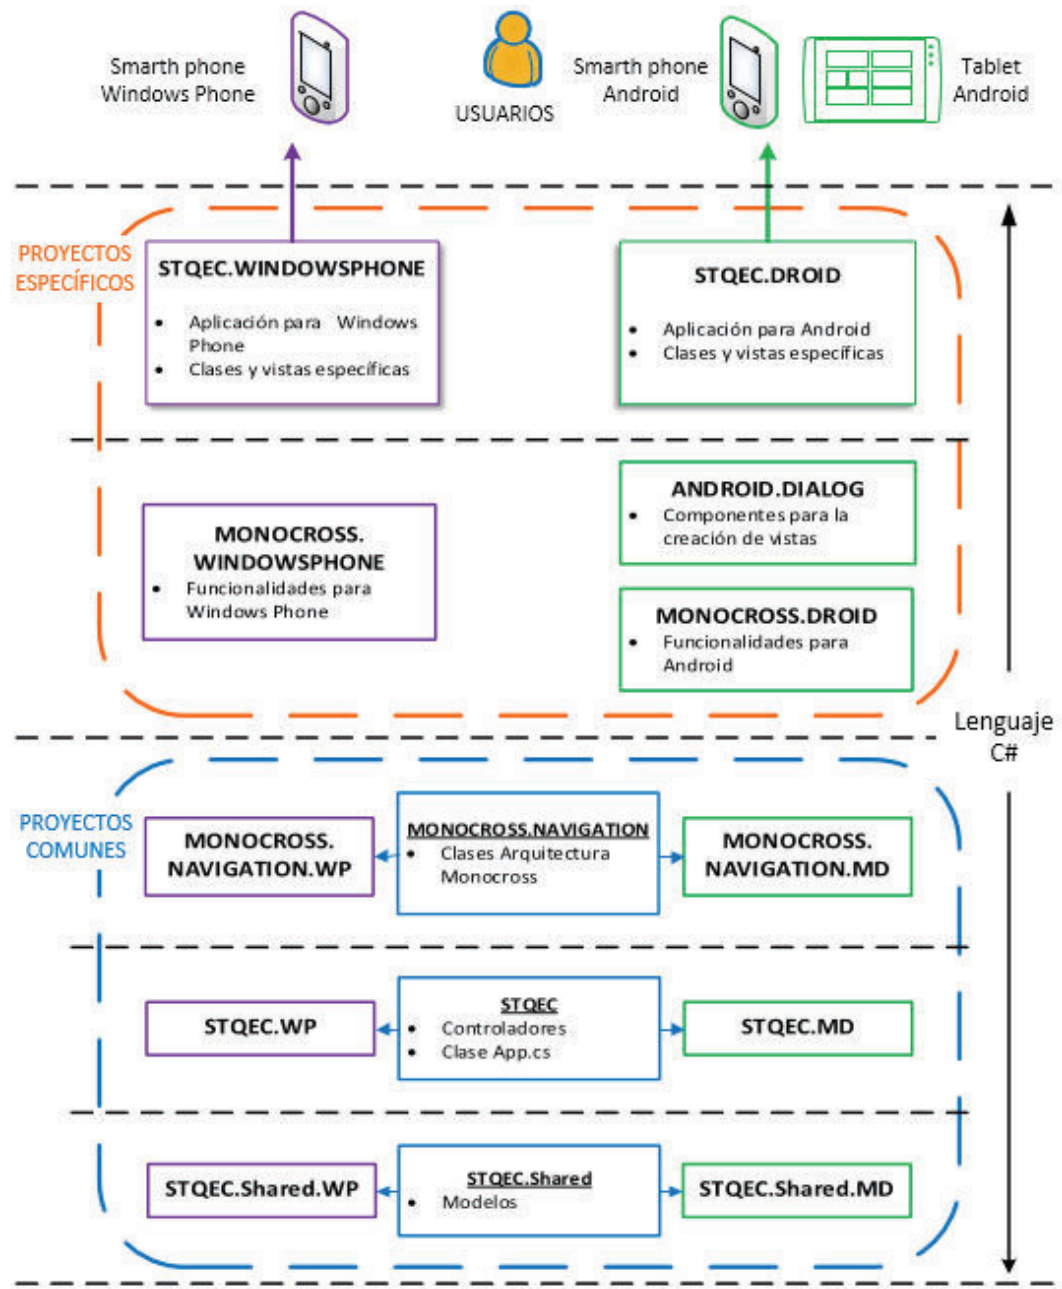 Smarth phone
Windows Phone
USUARIOS
Smarth phone
Android
Tablet
Android
PROYECTOS
ESPECÍFICOS
STQEC.WINDOWSPHONE
• Aplicación para Windows
Phone
• Clases y vistas específicas
STQEC.DROID
• Aplicación para Android
• Clases y vistas específicas
MONOCROSS.
WINDOWSPHONE
• Funcionalidades para
Windows Phone
ANDROID.DIALOG
• Componentes para la
creación de vistas
MONOCROSS.DROID
• Funcionalidades para
Android
Lenguaje
C#
PROYECTOS
COMUNES
MONOCROSS.
NAVIGATION.WP
MONOCROSS.NAVIGATION
• Clases Arquitectura
Monocross
MONOCROSS.
NAVIGATION.MD
STQEC.WP
STQEC
• Controladores
• Clase App.cs
STQEC.MD
STQEC.Shared.WP
STQEC.Shared
• Modelos
STQEC.Shared.MD